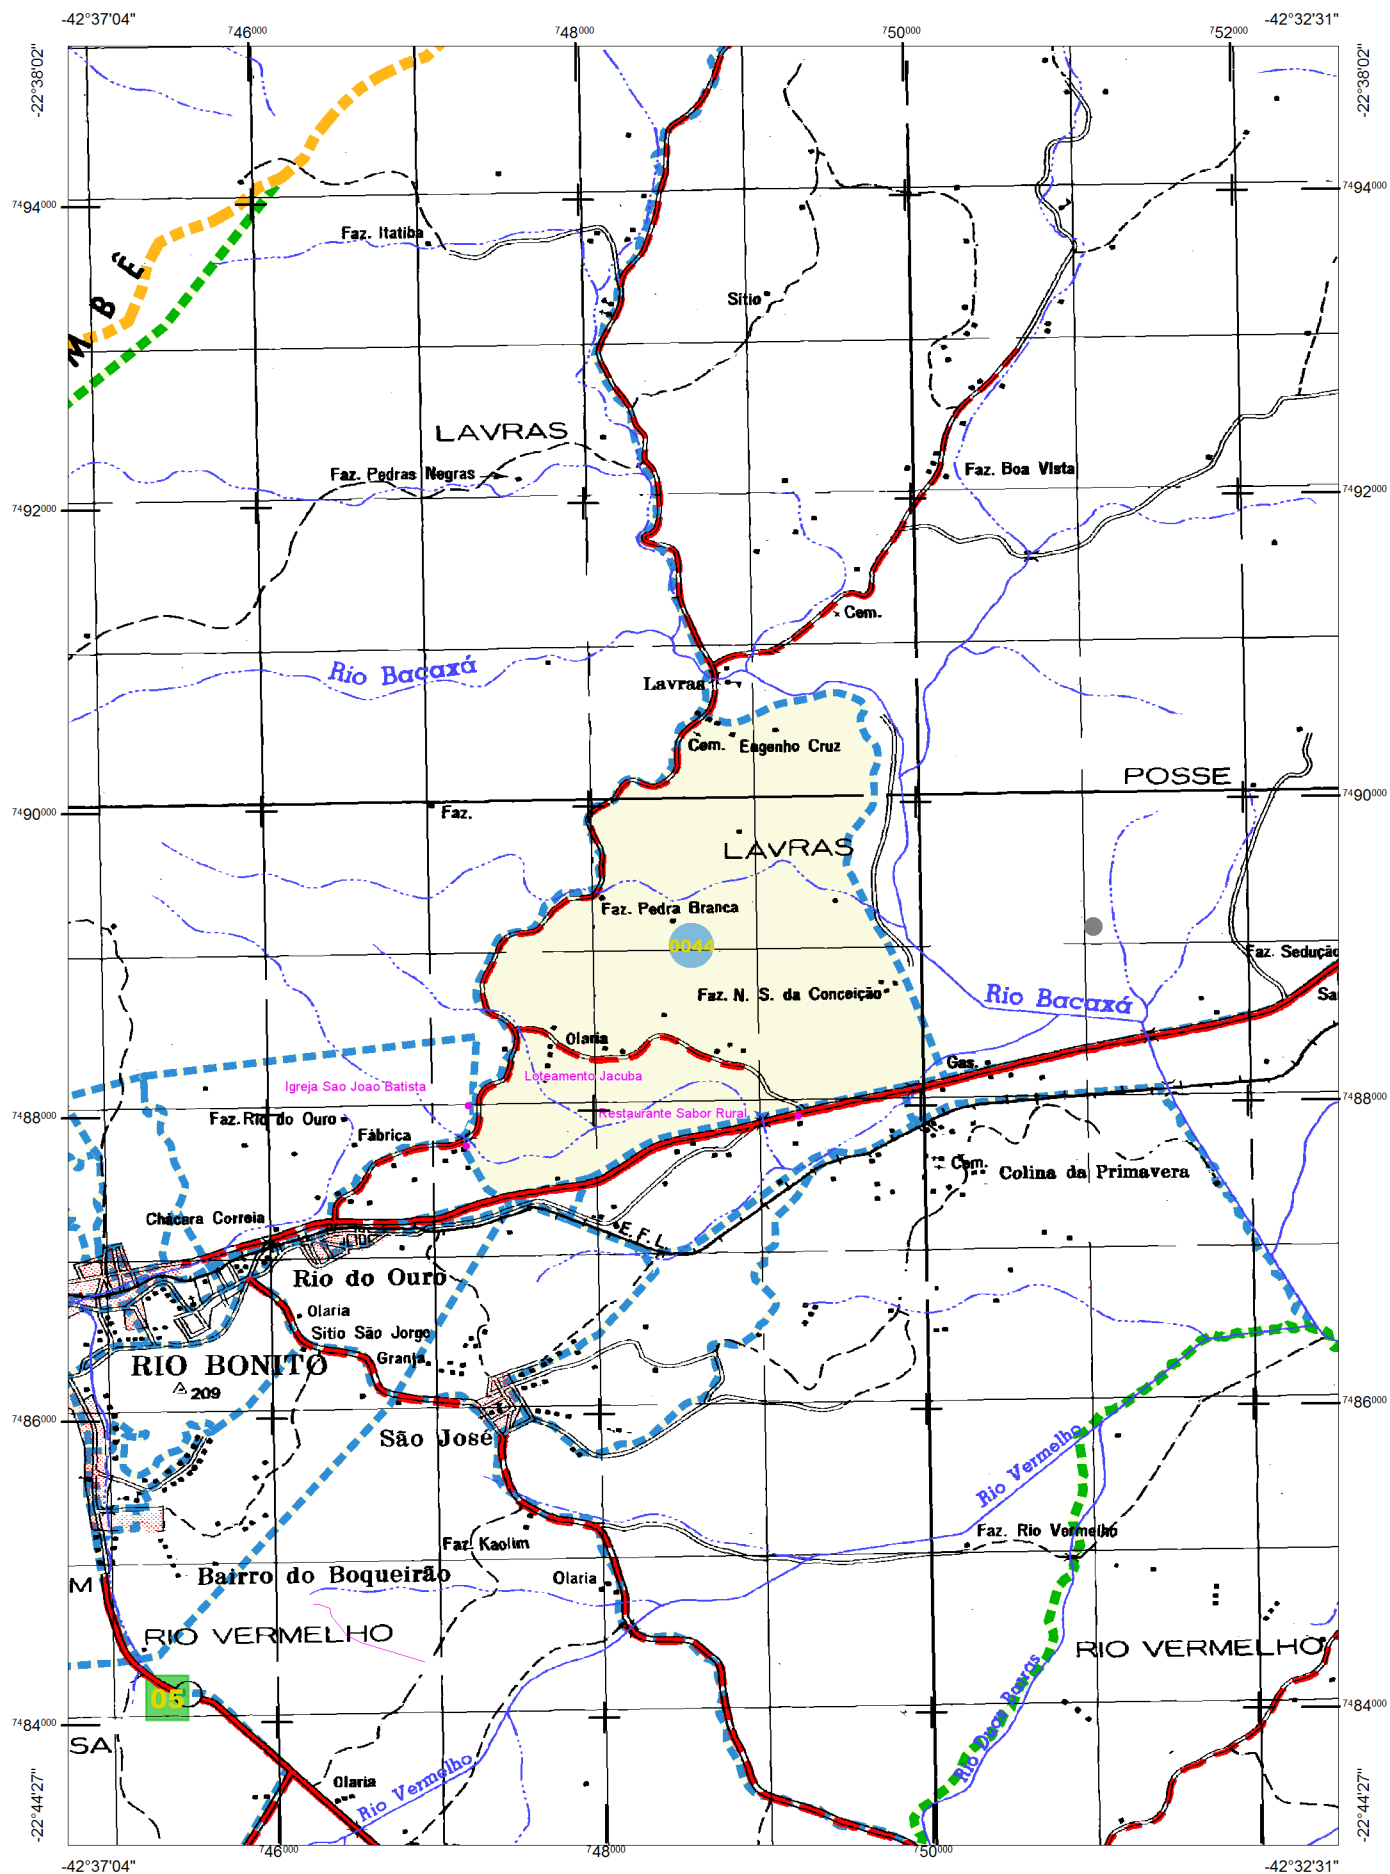 -42°37'04"
-42°32'31"
746000
748000
750000
752000
-22°38'02"
-22°38'02"
7494000
7494000
Faz. Itatiba
M B Ê
Sítio
LAVRAS
Faz. Pedras Negras
Faz. Boa Vista
7492000
7492000
Cem.
Rio Bacaxá
Lavras
Cem.
Engenho Cruz
POSSE
7490000
7490000
Faz.
LAVRAS
Faz. Pedra Branca
0044
Faz. Sedução
Faz. N. S. da Conceição
Rio Bacaxá
Sa
Olaria
Gas.
Loteamento Jacuba
Igreja Sao Joao Batista
Restaurante Sabor Rural
7488000
7488000
Faz. Rio do Ouro
Fábrica
Cem.
Colina da Primavera
Chácara Correia
E. F. L.
Rio do Ouro
Olaria
Sítio São Jorge
Granja
RIO BONITO
209
7486000
7486000
São José
Rio Vermelho
Faz. Rio Vermelho
Faz. Kaolim
Bairro do Boqueirão
Olaria
M
RIO VERMELHO
RIO VERMELHO
Rio Duas Barras
05
7484000
7484000
SA
Olaria
Rio Vermelho
-22°44'27"
-22°44'27"
746000
748000
750000
-42°37'04"
-42°32'31"